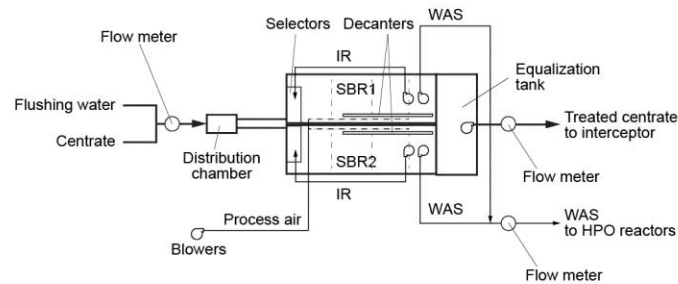 WAS
Selectors
Decanters
Flow meter
IR
Equalization
tank
SBR1
Flushing water
Treated centrate
to interceptor
Centrate
Distribution
chamber
SBR2
Flow meter
IR
WAS
Process air
WAS
to HPO reactors
Blowers
Flow meter